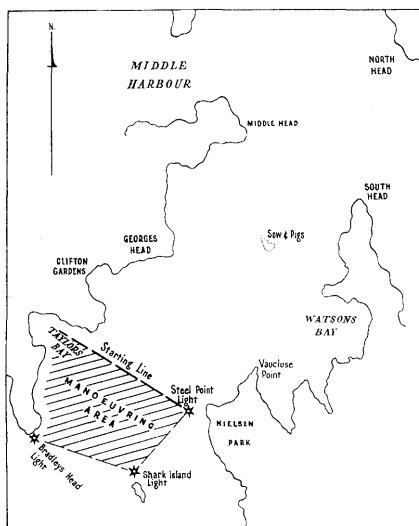 N.
MIDDLE
HARBOUR
NORTH
HEAD
MIDDLE HEAD
SOUTH
HEAD
GEORGES
HEAD
Sow & Pigs
CLIFTON
GARDENS
WATSONS
BAY
TAYLORS
BAY
Starting Line
Vaucluse
Point
Steel Point
Light
MANOEUVRING
AREA
NIELSEN
PARK
Bradleys Head
Light
Shark Island
Light